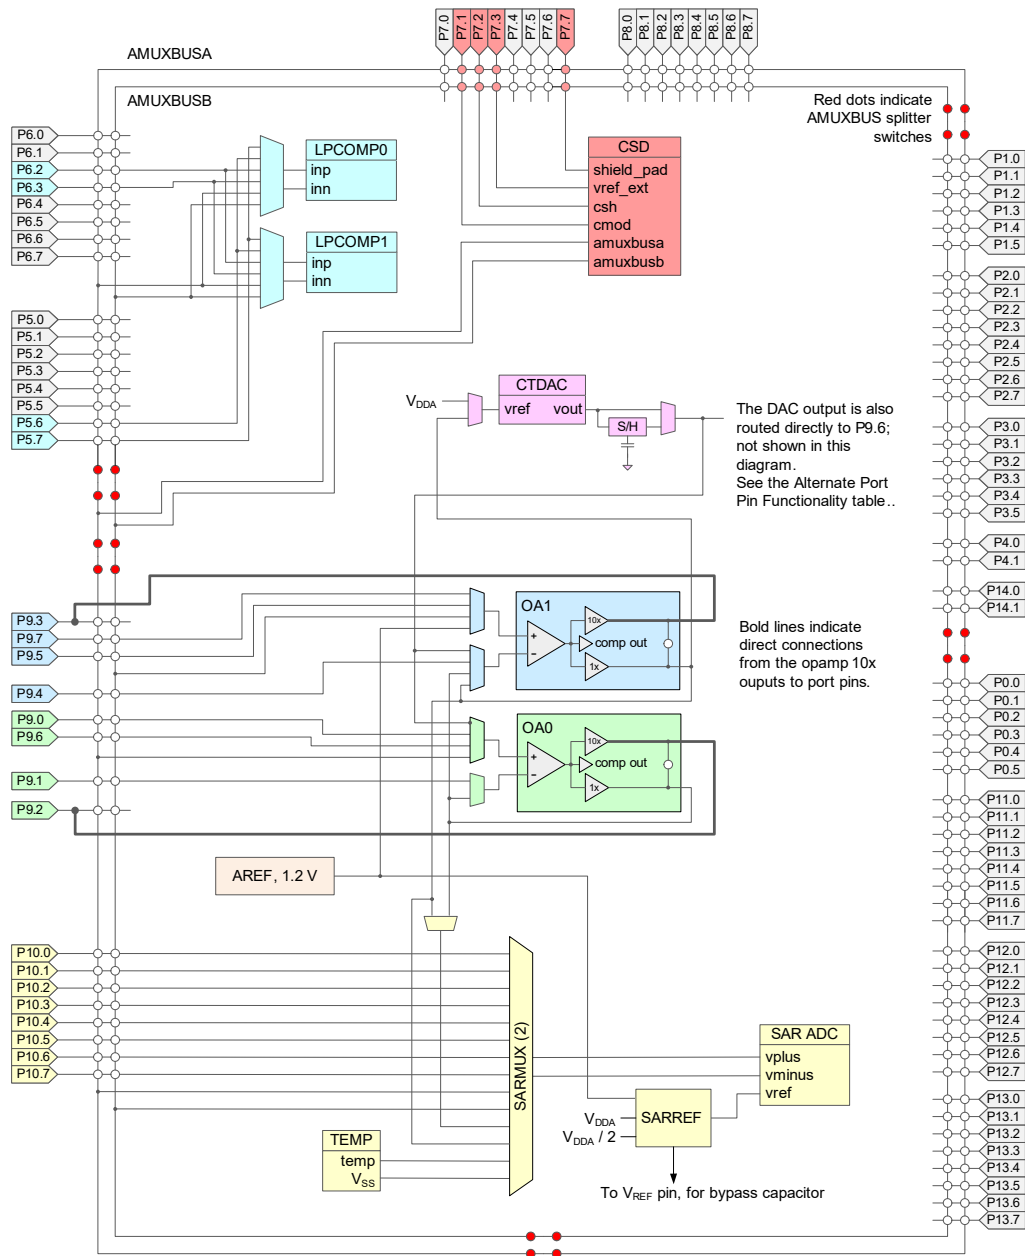 P7.0
P7.1
P7.2
P7.3
P7.4
P7.5
P7.6
P7.7
P8.0
P8.1
P8.2
P8.3
P8.4
P8.5
P8.6
P8.7
AMUXBUSA
AMUXBUSB
Red dots indicate
AMUXBUS splitter
switches
P6.0
P6.1
P6.2
P6.3
P6.4
P6.5
P6.6
P6.7
LPCOMP0
inp
inn
LPCOMP1
inp
inn
CSD
shield_pad
vref_ext
csh
cmod
amuxbusa
amuxbusb
P1.0
P1.1
P1.2
P1.3
P1.4
P1.5
P2.0
P2.1
P2.2
P2.3
P2.4
P2.5
P2.6
P2.7
P5.0
P5.1
P5.2
P5.3
P5.4
P5.5
P5.6
P5.7
VDDA
CTDAC
vref vout
S/H
The DAC output is also
routed directly to P9.6;
not shown in this
diagram.
See the Alternate Port
Pin Functionality table..
P3.0
P3.1
P3.2
P3.3
P3.4
P3.5
P4.0
P4.1
P14.0
P14.1
P9.3
P9.7
P9.5
P9.4
P9.0
P9.6
P9.1
P9.2
OA1
+
−
10x
comp out
1x
OA0
+
−
10x
comp out
1x
Bold lines indicate
direct connections
from the opamp 10x
ouputs to port pins.
P0.0
P0.1
P0.2
P0.3
P0.4
P0.5
P11.0
P11.1
P11.2
P11.3
P11.4
P11.5
P11.6
P11.7
AREF, 1.2 V
P10.0
P10.1
P10.2
P10.3
P10.4
P10.5
P10.6
P10.7
SARMUX (2)
TEMP
temp
VSS
SAR ADC
vplus
vminus
vref
SARREF
VDDA
VDDA / 2
To VREF pin, for bypass capacitor
P12.0
P12.1
P12.2
P12.3
P12.4
P12.5
P12.6
P12.7
P13.0
P13.1
P13.2
P13.3
P13.4
P13.5
P13.6
P13.7